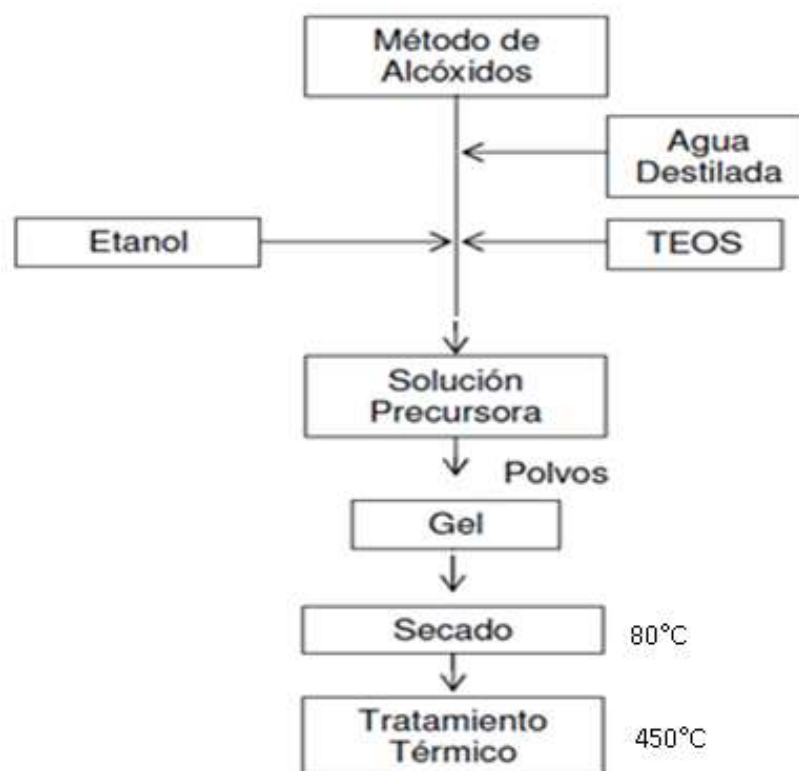 Método de
Alcóxidos
Agua
Destilada
Etanol
TEOS
Solución
Precursora
Polvos
Gel
Secado
80°C
Tratamiento
Térmico
450°C